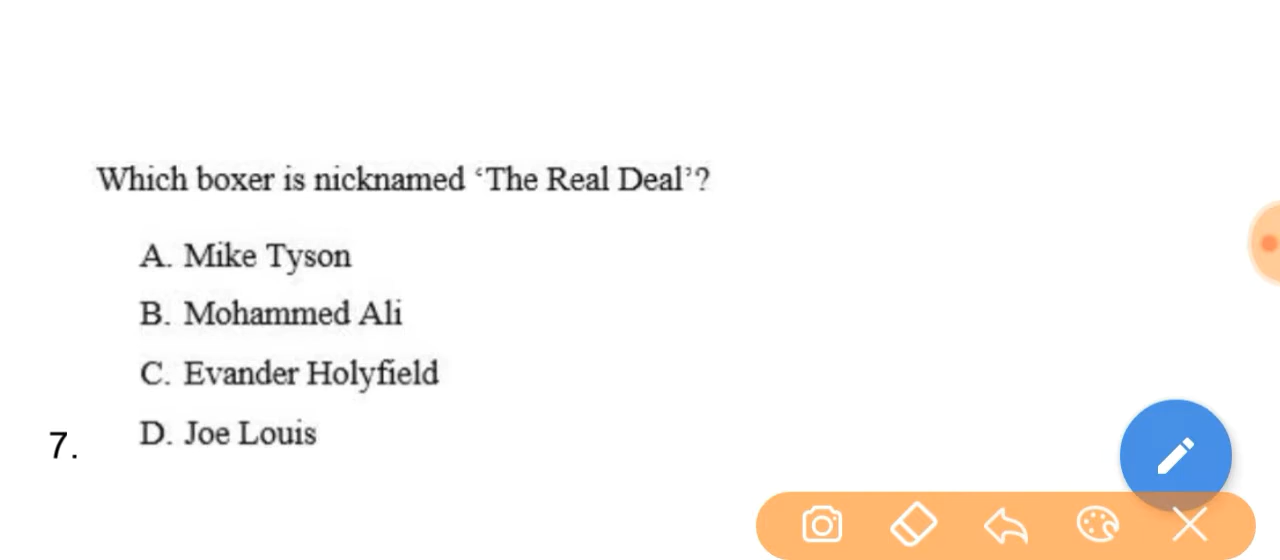 Which boxer is nicknamed ‘The Real Deal’?
A. Mike Tyson
B. Mohammed Ali
C. Evander Holyfield
D. Joe Louis
7.